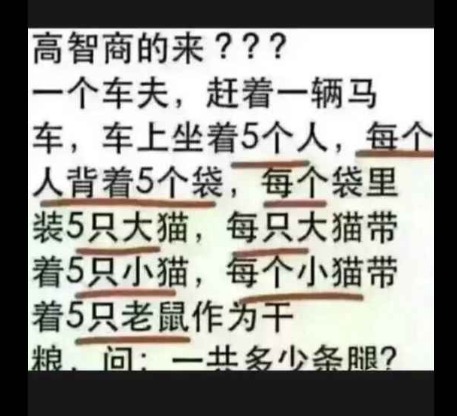 高智商的来???
一个车夫，赶着一辆马
车，车上坐着5个人，每个
人背着5个袋，每个袋里
装5只大猫，每只大猫带
着5只小猫，每个小猫带
着5只老鼠作为干
粮，问：一共多少条腿?